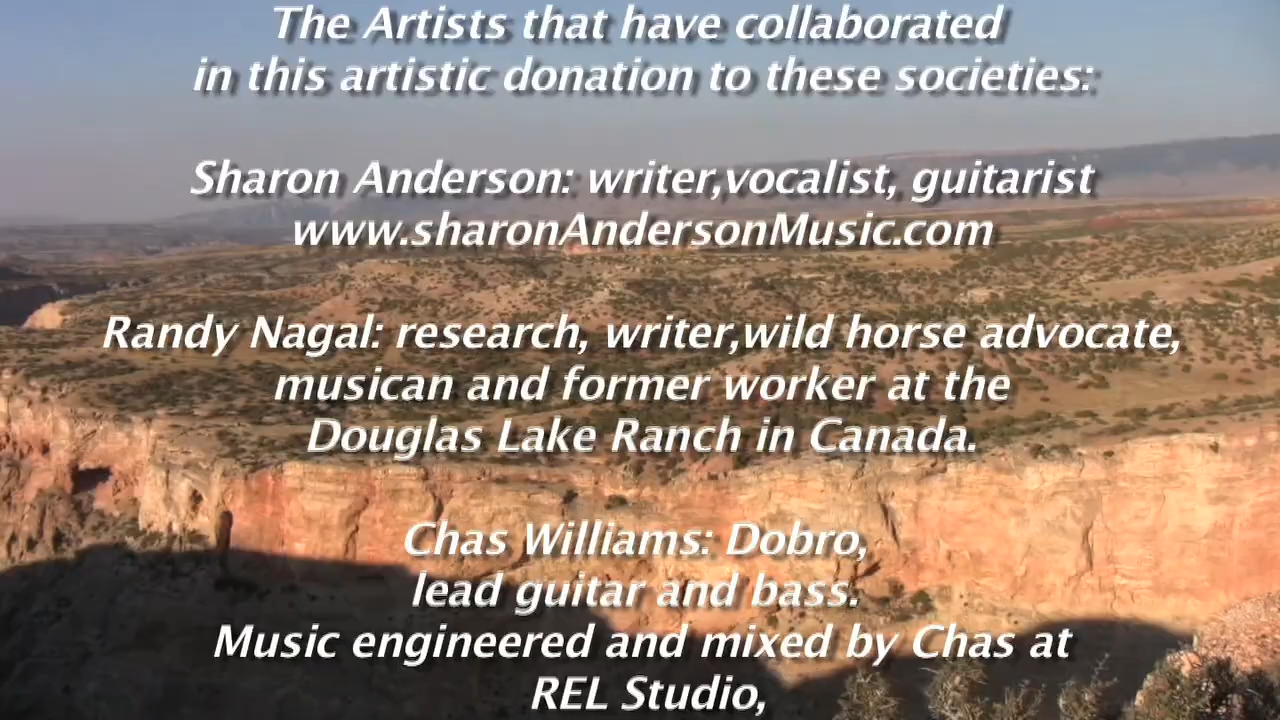 The Artists that have collaborated
in this artistic donation to these societies:
Sharon Anderson: writer,vocalist, guitarist
www.sharonAndersonMusic.com
Randy Nagal: research, writer,wild horse advocate,
musican and former worker at the
Douglas Lake Ranch in Canada.
Chas Williams: Dobro,
lead guitar and bass.
Music engineered and mixed by Chas at
REL Studio,